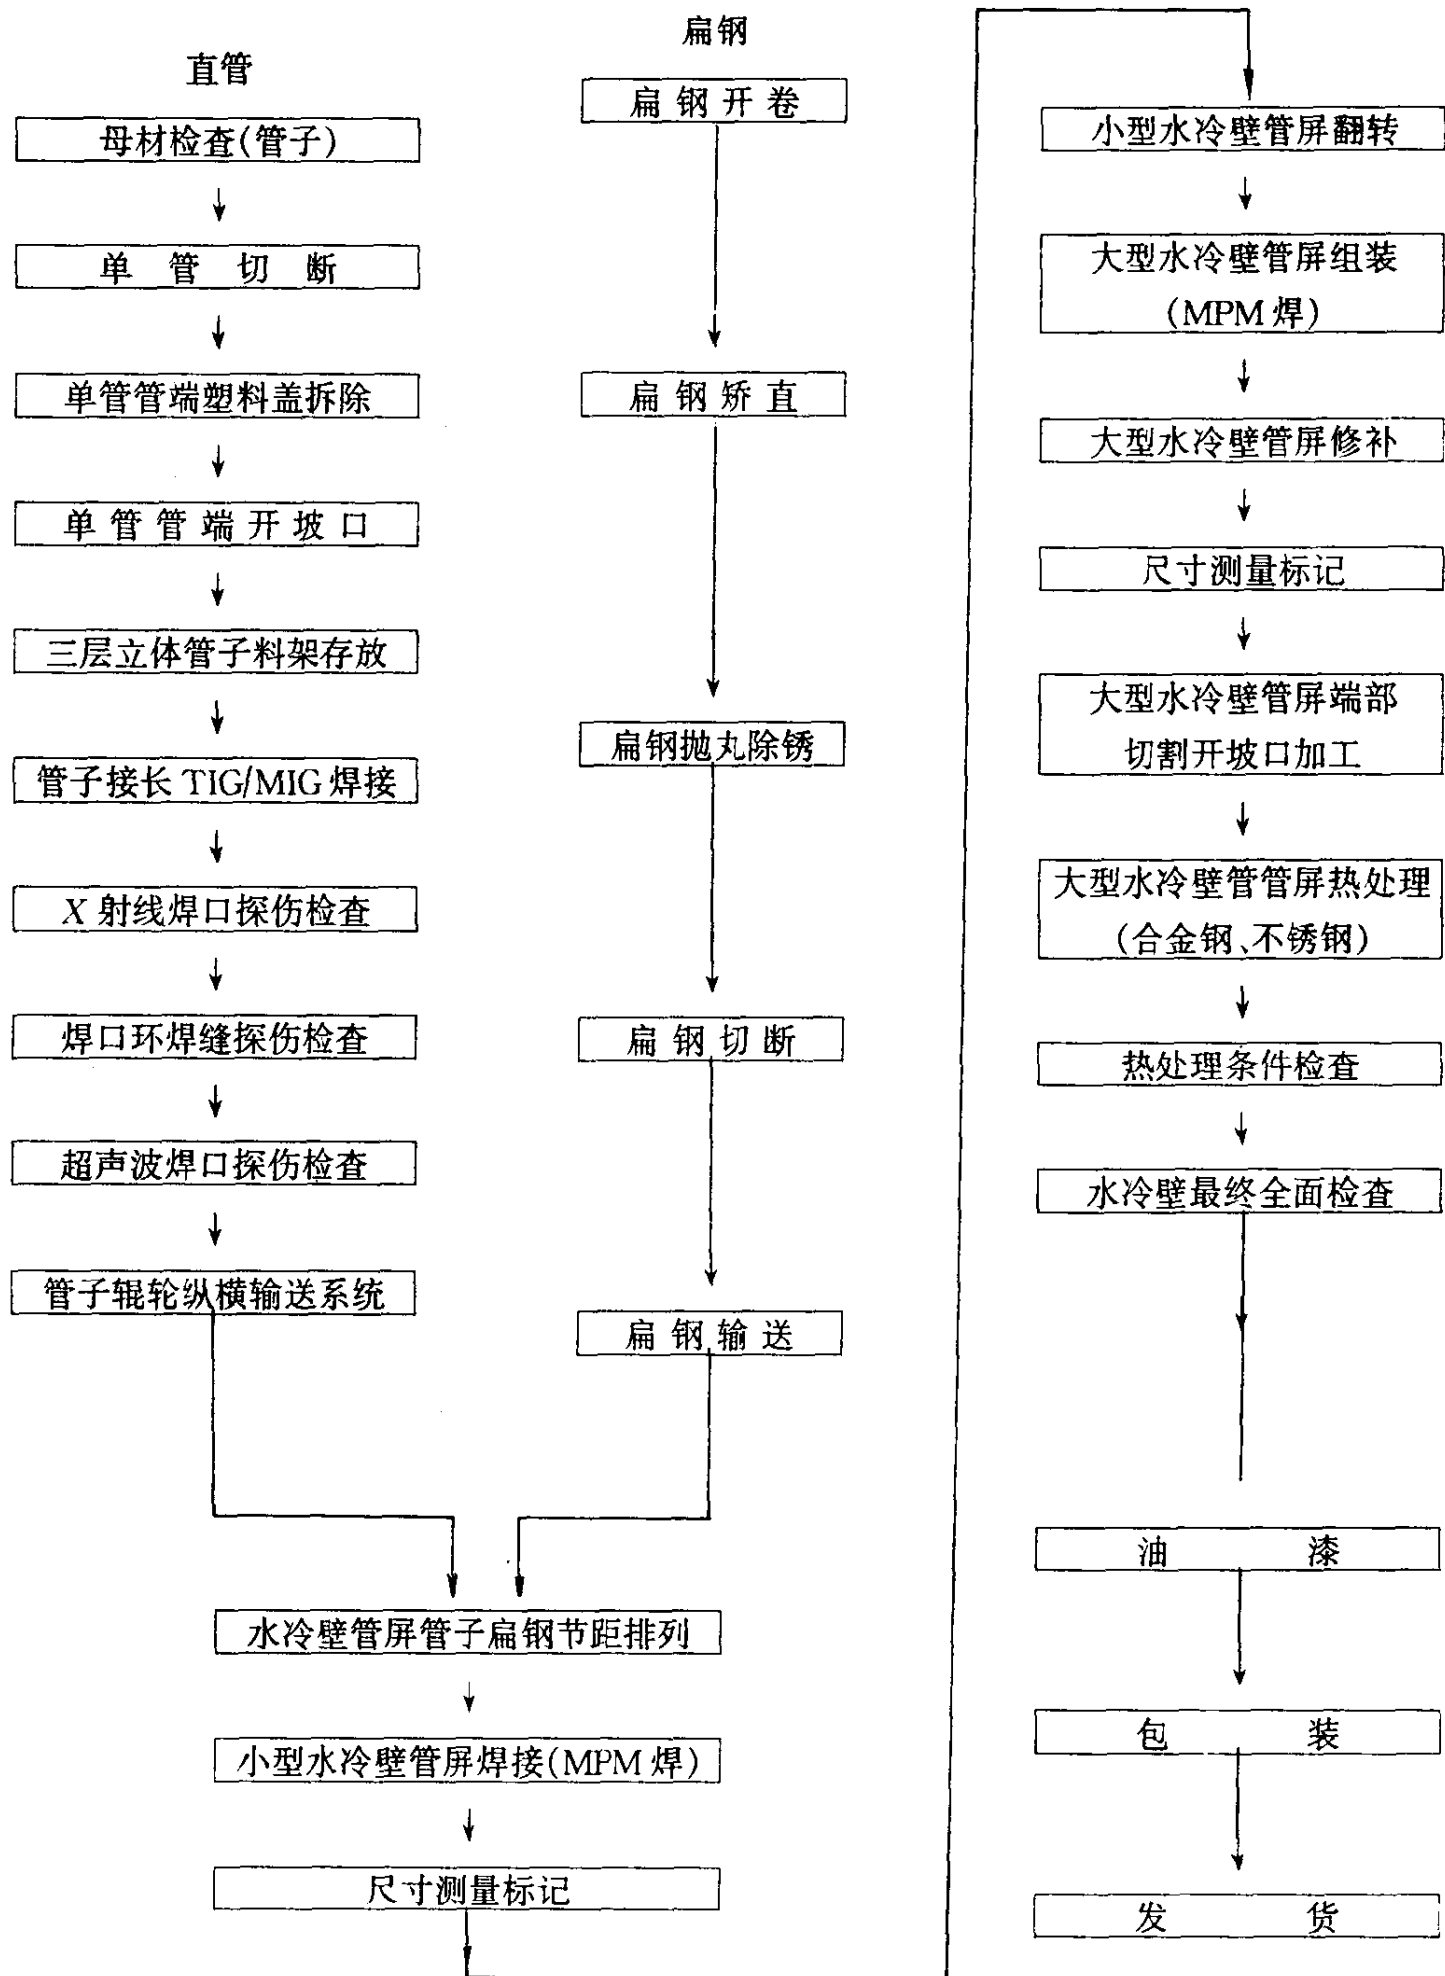 直管
母材检查(管子)
单管切断
单管管端塑料盖拆除
单管管端开坡口
三层立体管子料架存放
管子接长 TIG/MIG 焊接
X 射线焊口探伤检查
焊口环焊缝探伤检查
超声波焊口探伤检查
管子辊轮纵横输送系统
扁钢
扁钢开卷
扁钢矫直
扁钢抛丸除锈
扁钢切断
扁钢输送
水冷壁管屏管子扁钢节距排列
小型水冷壁管屏焊接(MPM 焊)
尺寸测量标记
小型水冷壁管屏翻转
大型水冷壁管屏组装
(MPM 焊)
大型水冷壁管屏修补
尺寸测量标记
大型水冷壁管屏端部
切割开坡口加工
大型水冷壁管管屏热处理
(合金钢、不锈钢)
热处理条件检查
水冷壁最终全面检查
油漆
包装
发货